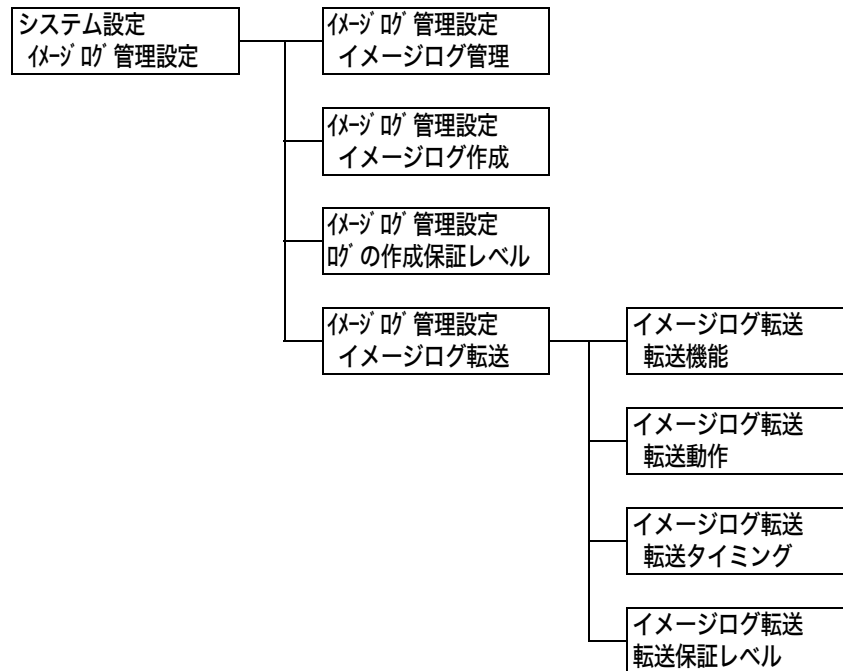 システム設定
ｲﾒｰｼﾞﾛｸﾞ管理設定
ｲﾒｰｼﾞﾛｸﾞ管理設定
イメージログ管理
ｲﾒｰｼﾞﾛｸﾞ管理設定
イメージログ作成
ｲﾒｰｼﾞﾛｸﾞ管理設定
ﾛｸﾞの作成保証レベル
ｲﾒｰｼﾞﾛｸﾞ管理設定
イメージログ転送
イメージログ転送
転送機能
イメージログ転送
転送動作
イメージログ転送
転送タイミング
イメージログ転送
転送保証レベル